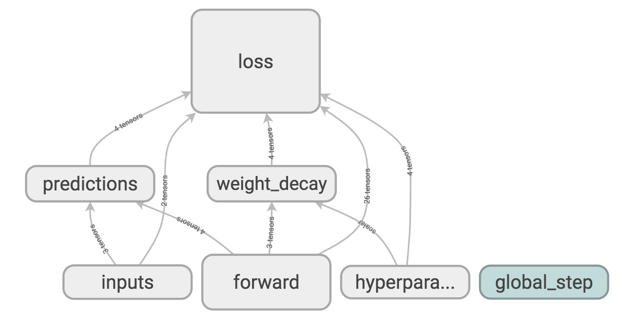 loss
4 tensors
2 tensors
4 tensors
26 tensors
4 tensors
predictions
weight_decay
3 tensors
4 tensors
3 tensors
scalar
inputs
forward
hyperpara...
global_step